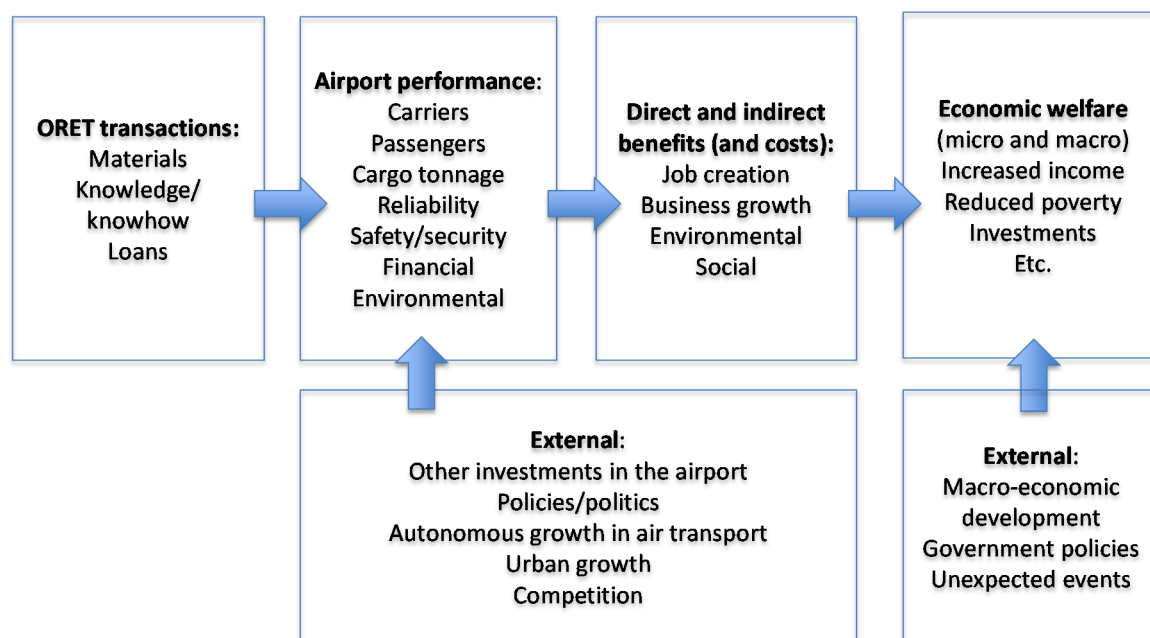 ORET transactions:
Materials
Knowledge/
knowhow
Loans
Airport performance:
Carriers
Passengers
Cargo tonnage
Reliability
Safety/security
Financial
Environmental
Direct and indirect
benefits (and costs):
Job creation
Business growth
Environmental
Social
Economic welfare
(micro and macro)
Increased income
Reduced poverty
Investments
Etc.
External:
Other investments in the airport
Policies/politics
Autonomous growth in air transport
Urban growth
Competition
External:
Macro-economic
development
Government policies
Unexpected events